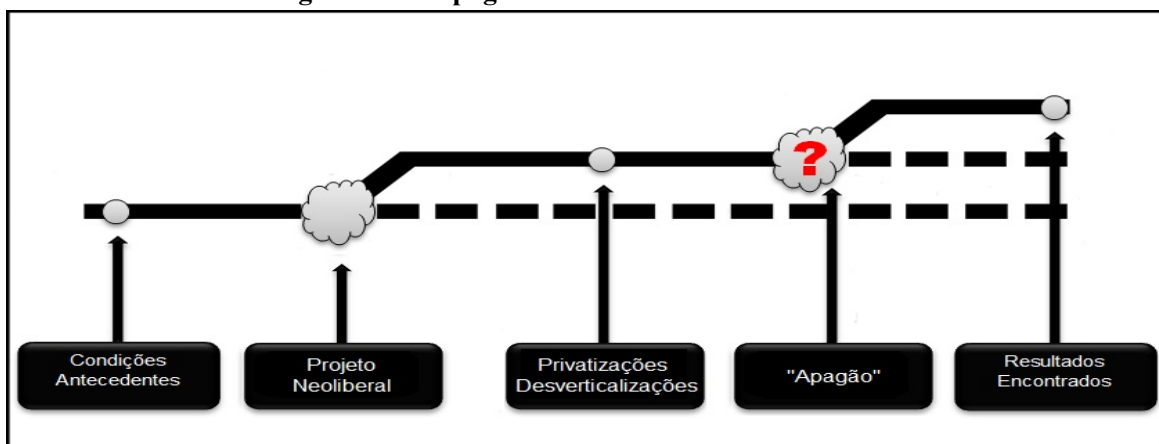 ?
Condições
Antecedentes
Projeto
Neoliberal
Privatizações
Desverticalizações
"Apagão"
Resultados
Encontrados